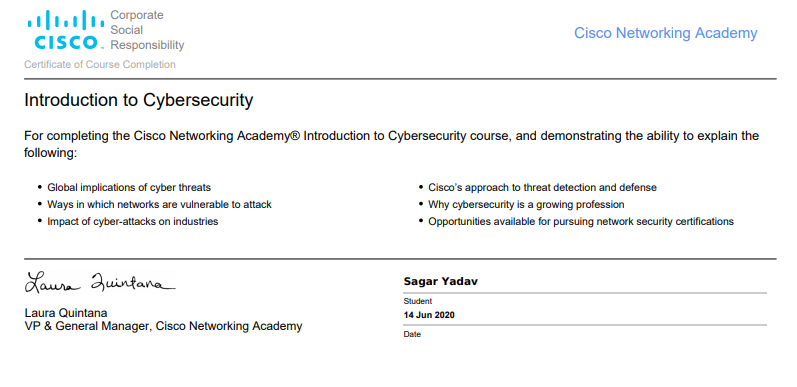 Corporate
Social
Responsibility
CISCO
Cisco Networking Academy
Certificate of Course Completion
Introduction to Cybersecurity
For completing the Cisco Networking Academy® Introduction to Cybersecurity course, and demonstrating the ability to explain the
following:
• Global implications of cyber threats
• Ways in which networks are vulnerable to attack
• Impact of cyber-attacks on industries
• Cisco's approach to threat detection and defense
• Why cybersecurity is a growing profession
• Opportunities available for pursuing network security certifications
Laura Quintana
Laura Quintana
VP & General Manager, Cisco Networking Academy
Sagar Yadav
Student
14 Jun 2020
Date